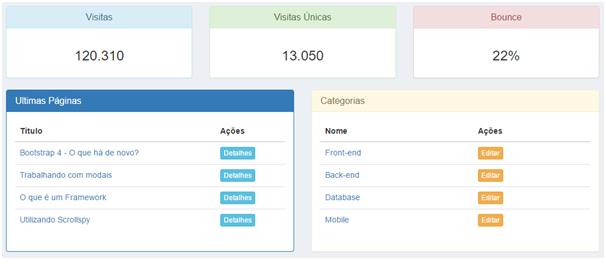 Visitas
Visitas Únicas
Bounce
120.310
13.050
22%
Ultimas Páginas
Título Ações
Bootstrap 4 - O que há de novo? Detalhes
Trabalhando com modais Detalhes
O que é um Framework Detalhes
Utilizando Scrollspy Detalhes
Categorias
Nome Ações
Front-end Editar
Back-end Editar
Database Editar
Mobile Editar